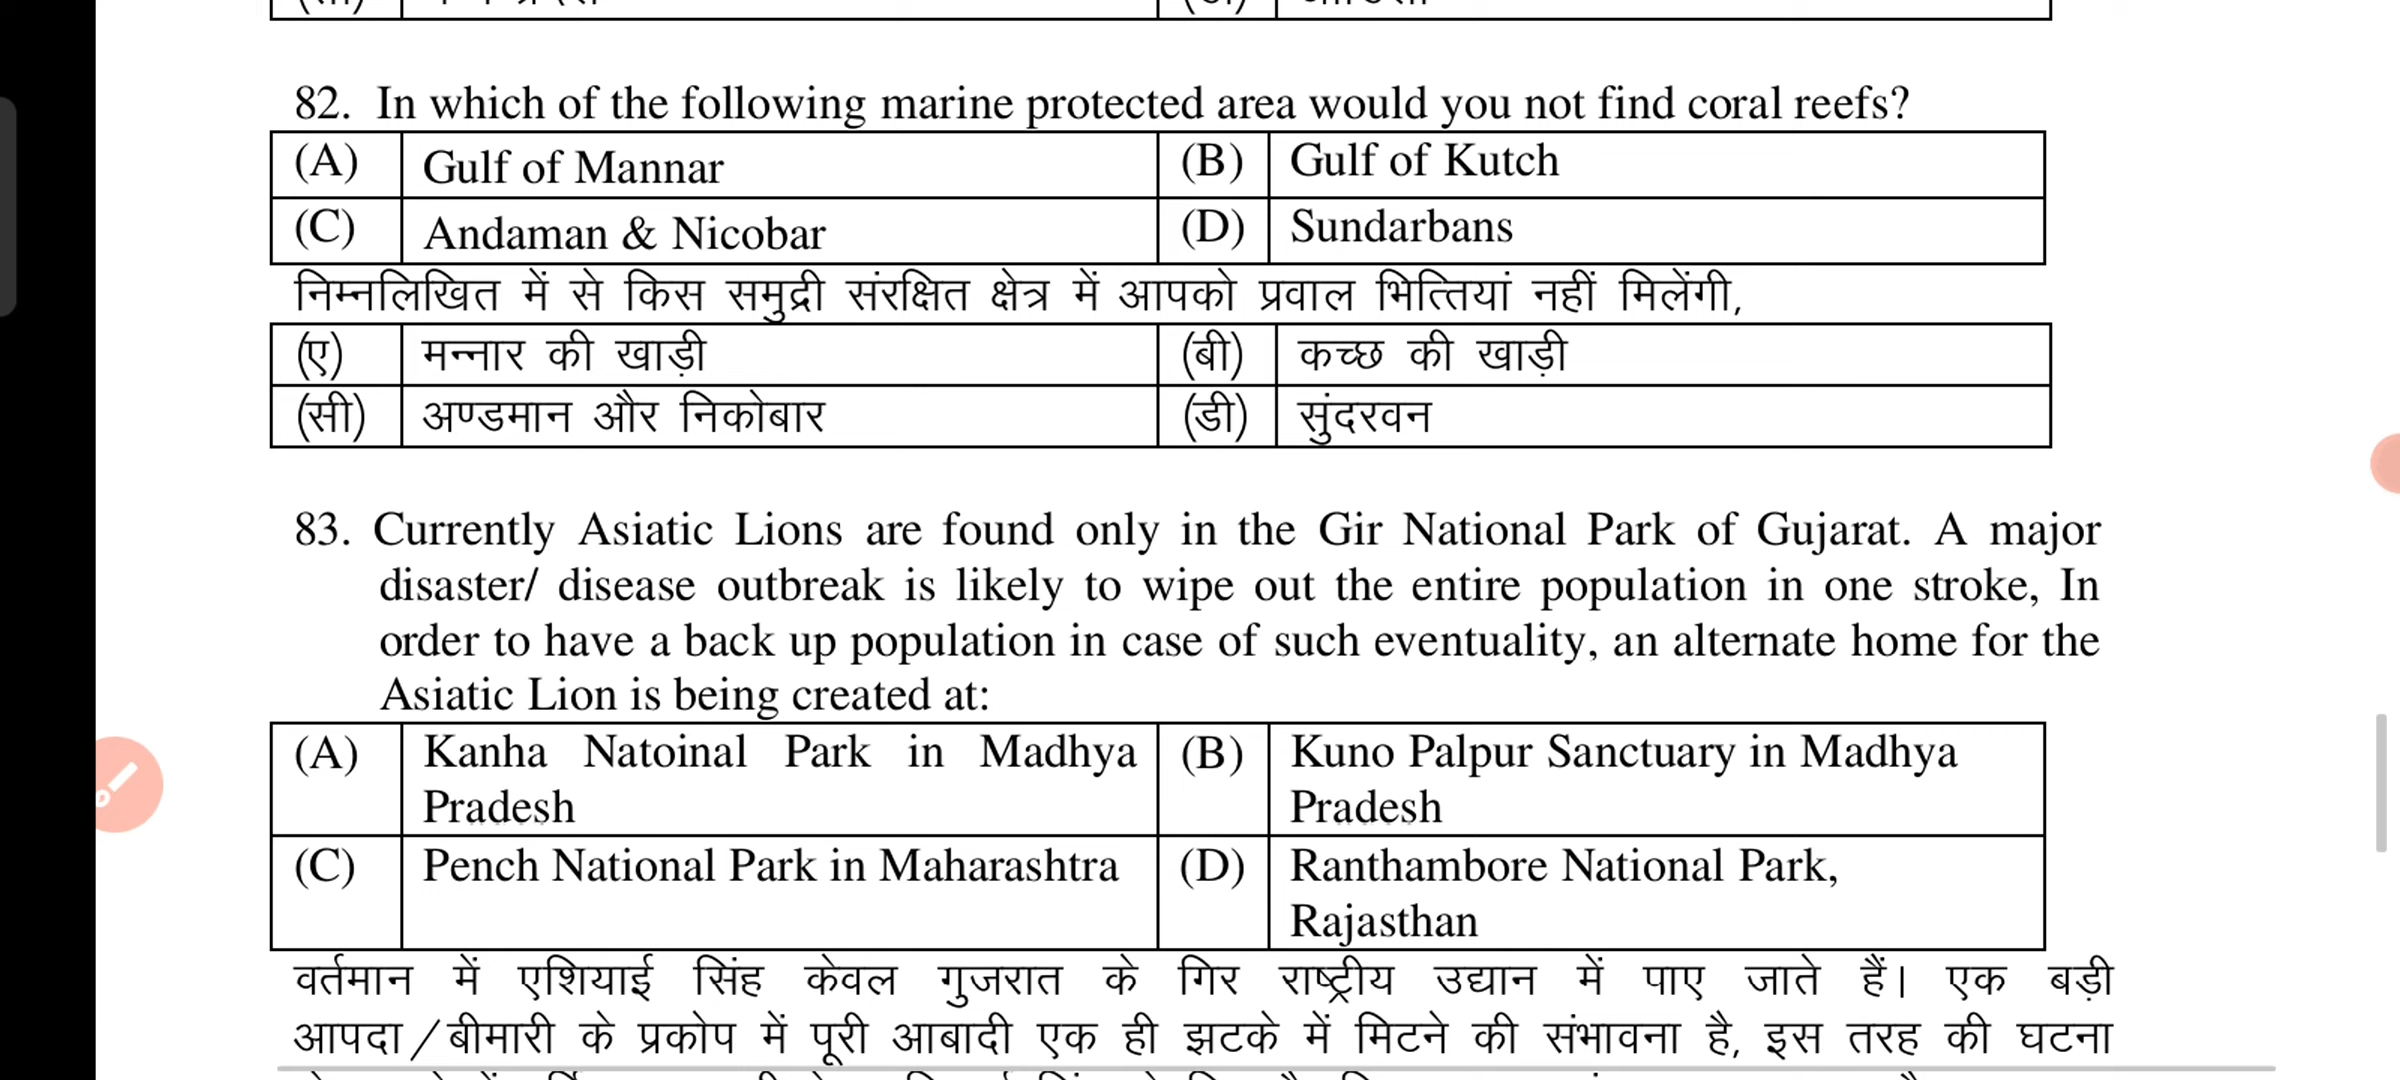 82. In which of the following marine protected area would you not find coral reefs?
(A) Gulf of Mannar (B) Gulf of Kutch
(C) Andaman & Nicobar (D) Sundarbans
निम्नलिखित में से किस समुद्री संरक्षित क्षेत्र में आपको प्रवाल भित्तियां नहीं मिलेंगी,
(ए) मन्नार की खाड़ी (बी) कच्छ की खाड़ी
(सी) अण्डमान और निकोबार (डी) सुंदरवन
83. Currently Asiatic Lions are found only in the Gir National Park of Gujarat. A major
disaster/ disease outbreak is likely to wipe out the entire population in one stroke, In
order to have a back up population in case of such eventuality, an alternate home for the
Asiatic Lion is being created at:
(A) Kanha Natoinal Park in Madhya (B) Kuno Palpur Sanctuary in Madhya
Pradesh Pradesh
(C) Pench National Park in Maharashtra (D) Ranthambore National Park,
Rajasthan
वर्तमान में एशियाई सिंह केवल गुजरात के गिर राष्ट्रीय उद्यान में पाए जाते हैं। एक बड़ी
आपदा/बीमारी के प्रकोप में पूरी आबादी एक ही झटके में मिटने की संभावना है, इस तरह की घटना